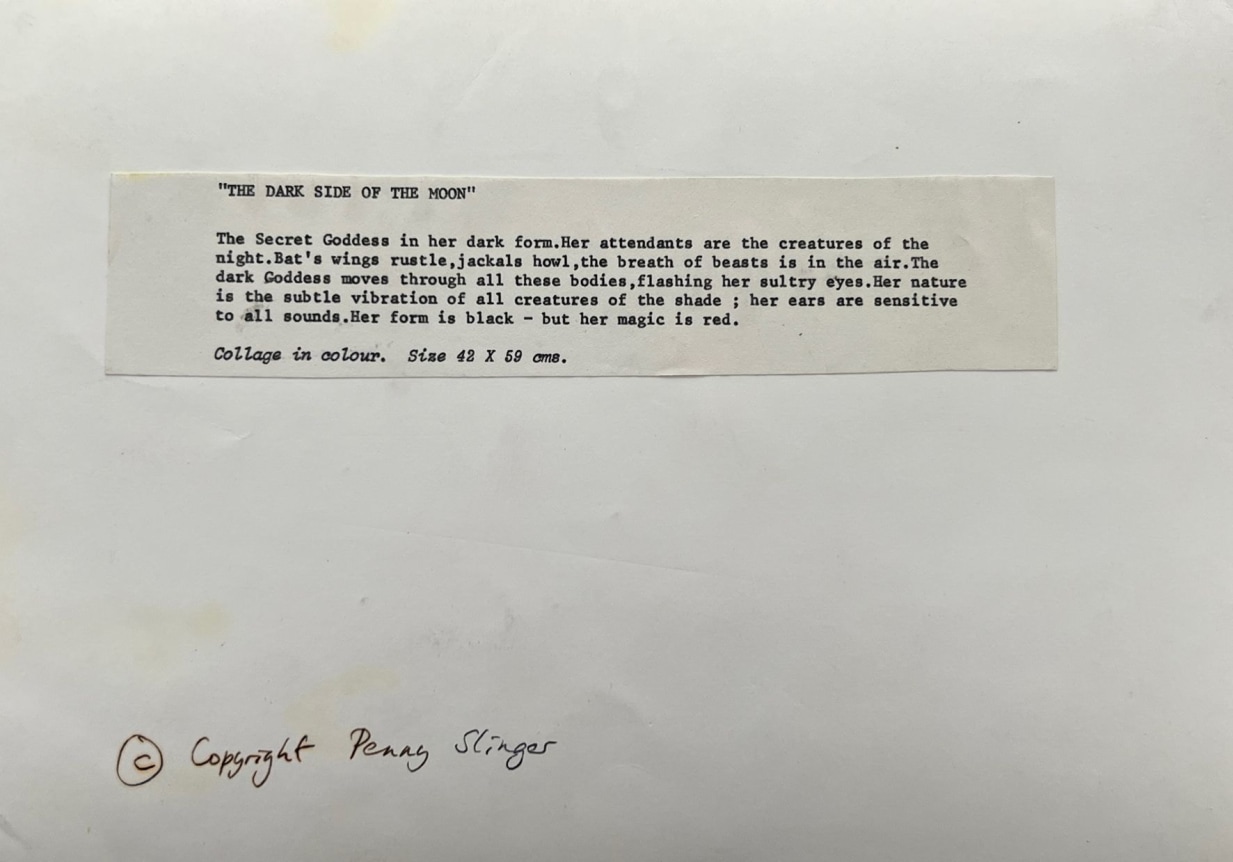 "THE DARK SIDE OF THE MOON"
The Secret Goddess in her dark form.Her attendants are the creatures of the
night.Bat's wings rustle,jackals howl,the breath of beasts is in the air.The
dark Goddess moves through all these bodies,flashing her sultry eyes.Her nature
is the subtle vibration of all creatures of the shade ; her ears are sensitive
to all sounds.Her form is black - but her magic is red.
Collage in colour. Size 42 X 59 cms.
© Copyright Penny Slinger